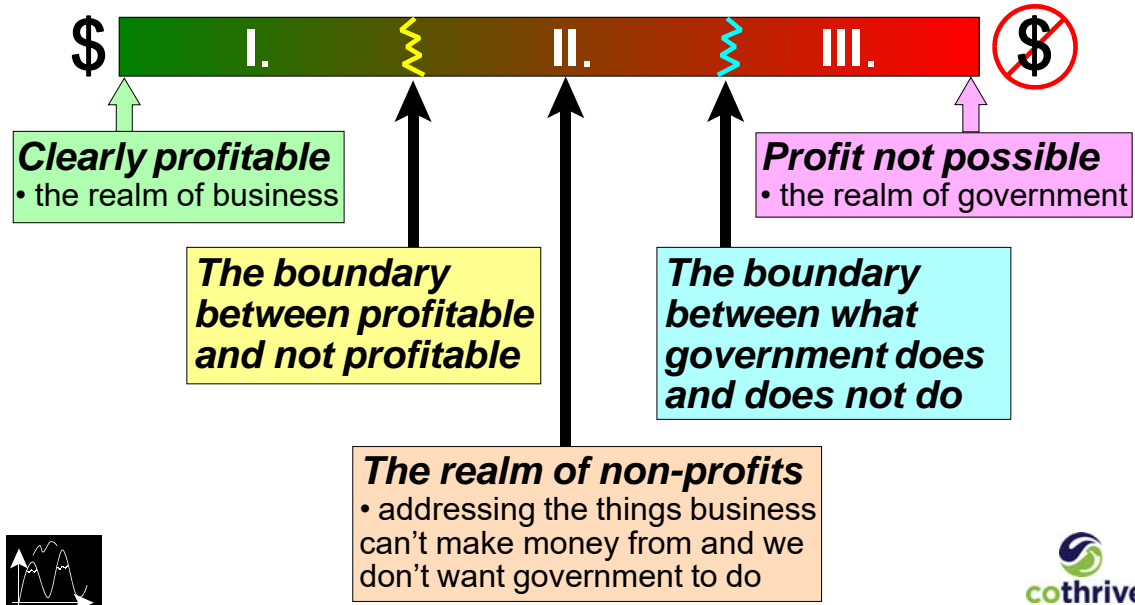 $ I. II. III. $
Clearly profitable
• the realm of business
Profit not possible
• the realm of government
The boundary
between profitable
and not profitable
The boundary
between what
government does
and does not do
The realm of non-profits
• addressing the things business
can't make money from and we
don't want government to do
cothrive